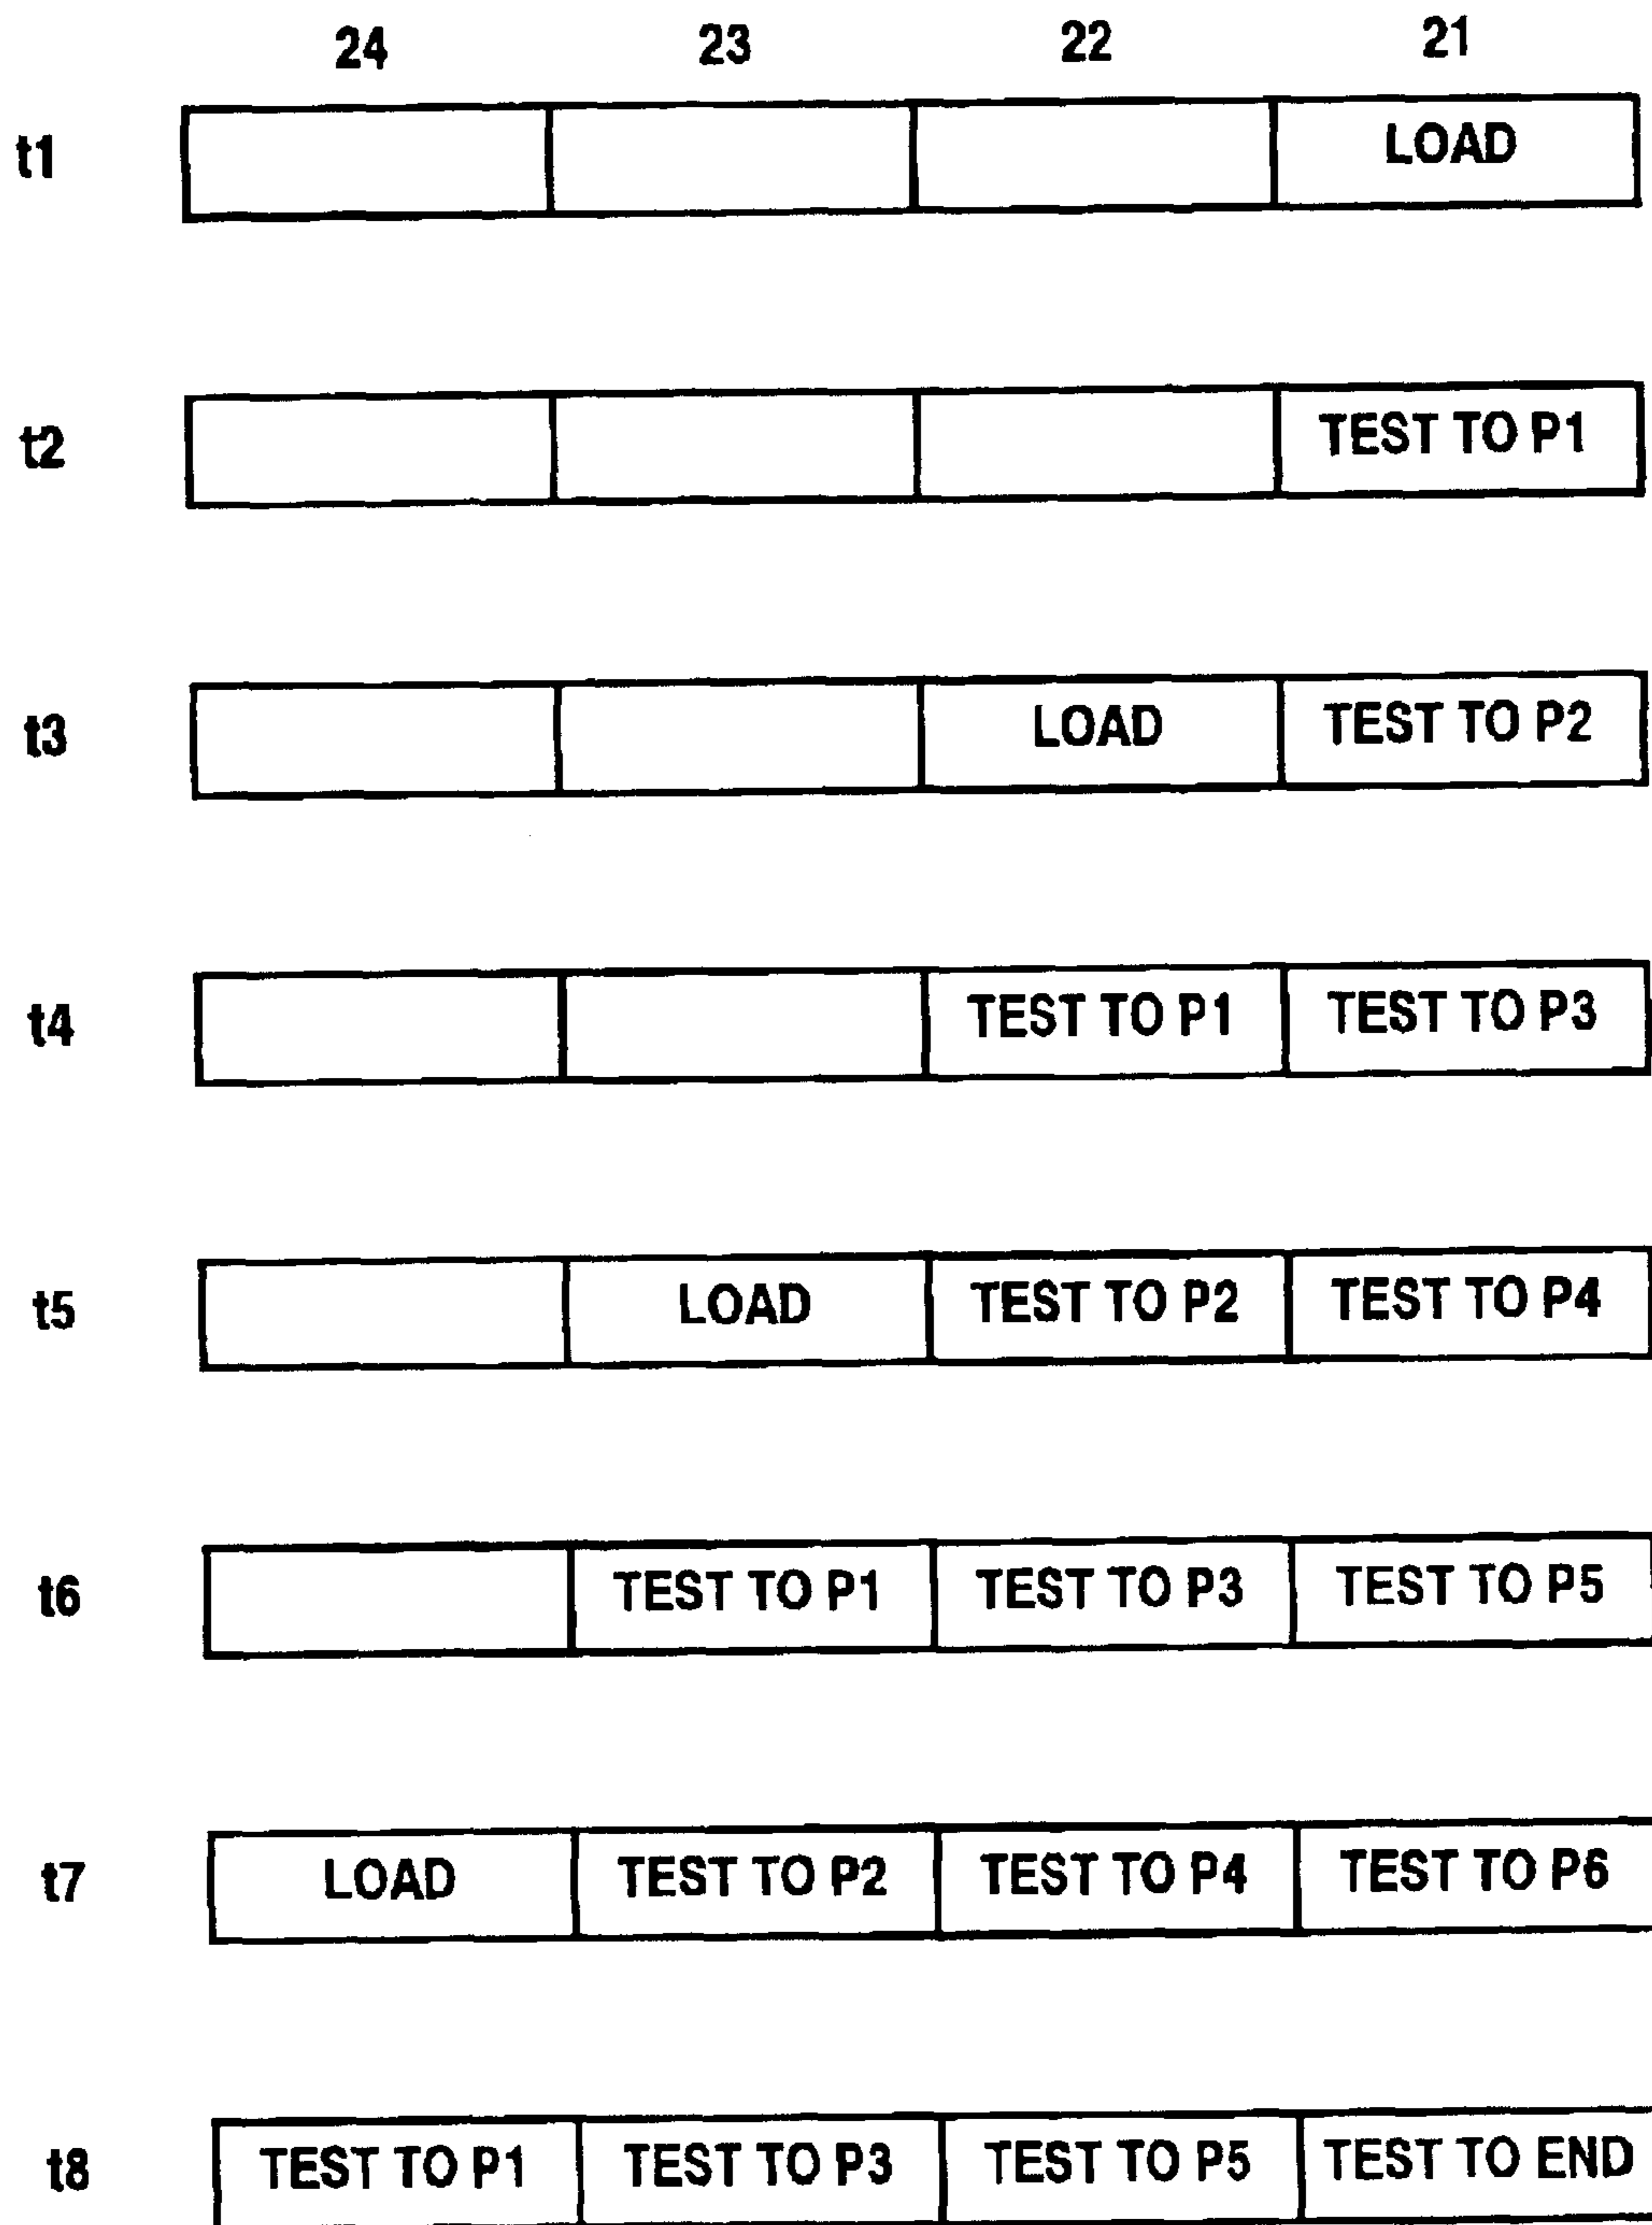 24 23 22 21
t1 LOAD
t2 TEST TO P1
t3 LOAD TEST TO P2
t4 TEST TO P1 TEST TO P3
t5 LOAD TEST TO P2 TEST TO P4
t6 TEST TO P1 TEST TO P3 TEST TO P5
t7 LOAD TEST TO P2 TEST TO P4 TEST TO P6
t8 TEST TO P1 TEST TO P3 TEST TO P5 TEST TO END